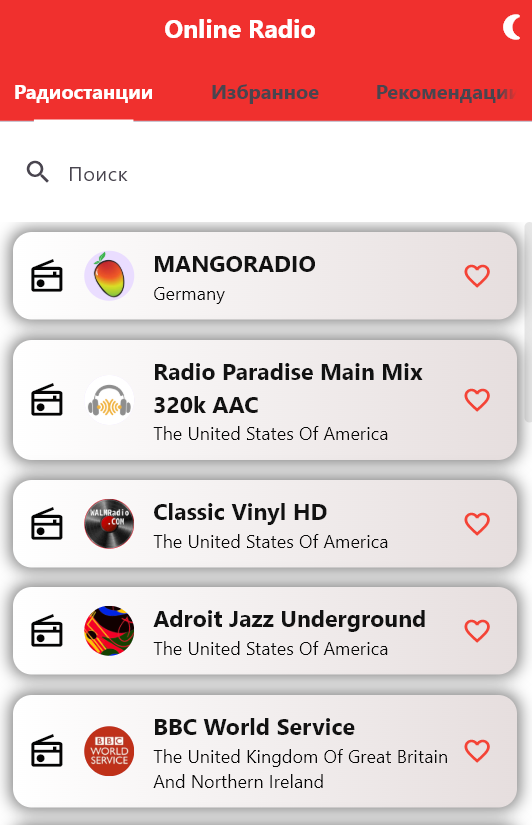 Online Radio
Радиостанции Избранное Рекомендации
Поиск
MANGORADIO
Germany
Radio Paradise Main Mix
320k AAC
The United States Of America
WALMRadio
.COM
Classic Vinyl HD
The United States Of America
Adroit Jazz Underground
The United States Of America
BBC
WORLD
SERVICE
BBC World Service
The United Kingdom Of Great Britain
And Northern Ireland